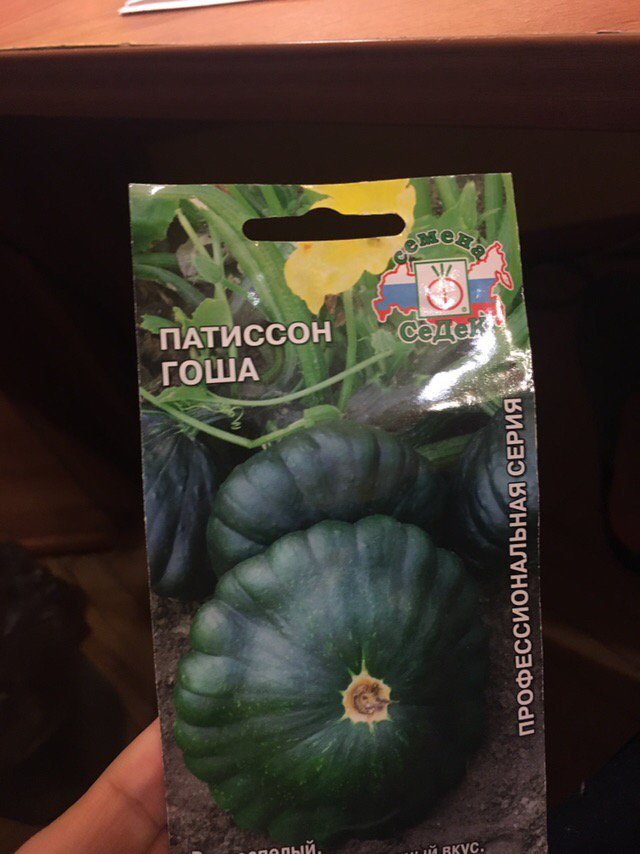 семена
СеДек
ПАТИССОН
ГОША
ПРОФЕССИОНАЛЬНАЯ СЕРИЯ
вкус.